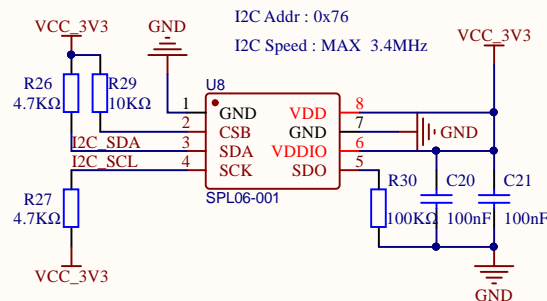 I2C Addr : 0x76
I2C Speed : MAX 3.4MHz
VCC_3V3
GND
VCC_3V3
R26
4.7KΩ
R29
10KΩ
U8
1
GND
VDD
8
2
CSB
GND
7
GND
I2C_SDA
3
SDA
VDDIO
6
I2C_SCL
4
SCK
SDO
5
SPL06-001
R27
4.7KΩ
R30
100KΩ
C20
100nF
C21
100nF
VCC_3V3
GND